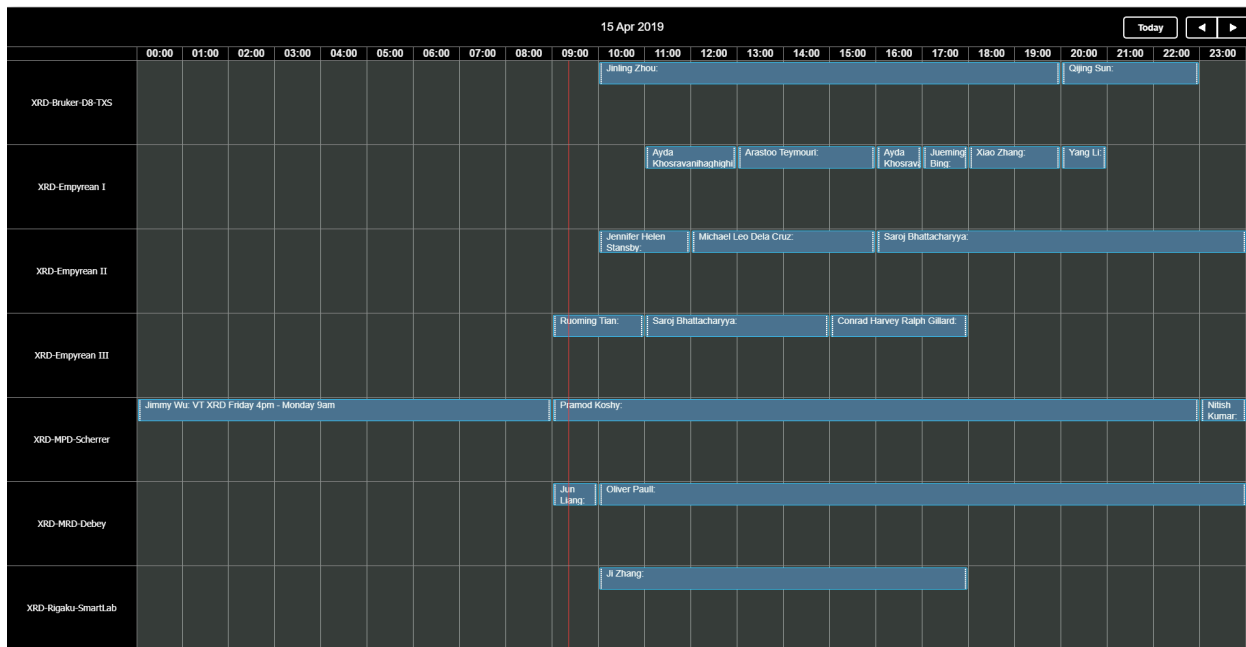 15 Apr 2019
Today
00:00 01:00 02:00 03:00 04:00 05:00 06:00 07:00 08:00 09:00 10:00 11:00 12:00 13:00 14:00 15:00 16:00 17:00 18:00 19:00 20:00 21:00 22:00 23:00
XRD-Bruker-D8-TXS
Jinling Zhou:
Qijing Sun:
XRD-Empyrean I
Ayda
Khosravanihaghighi
Arastoo Teymouri:
Ayda
Khosrava
Jueming
Bing:
Xiao Zhang:
Yang Li:
XRD-Empyrean II
Jennifer Helen
Stansby:
Michael Leo Dela Cruz:
Saroj Bhattacharyya:
XRD-Empyrean III
Ruoming Tian:
Saroj Bhattacharyya:
Conrad Harvey Ralph Gillard:
XRD-MPD-Scherrer
Jimmy Wu: VT XRD Friday 4pm - Monday 9am
Pramod Koshy:
Nitish
Kumar:
XRD-MRD-Debey
Jun
Liang:
Oliver Paull:
XRD-Rigaku-SmartLab
Ji Zhang: